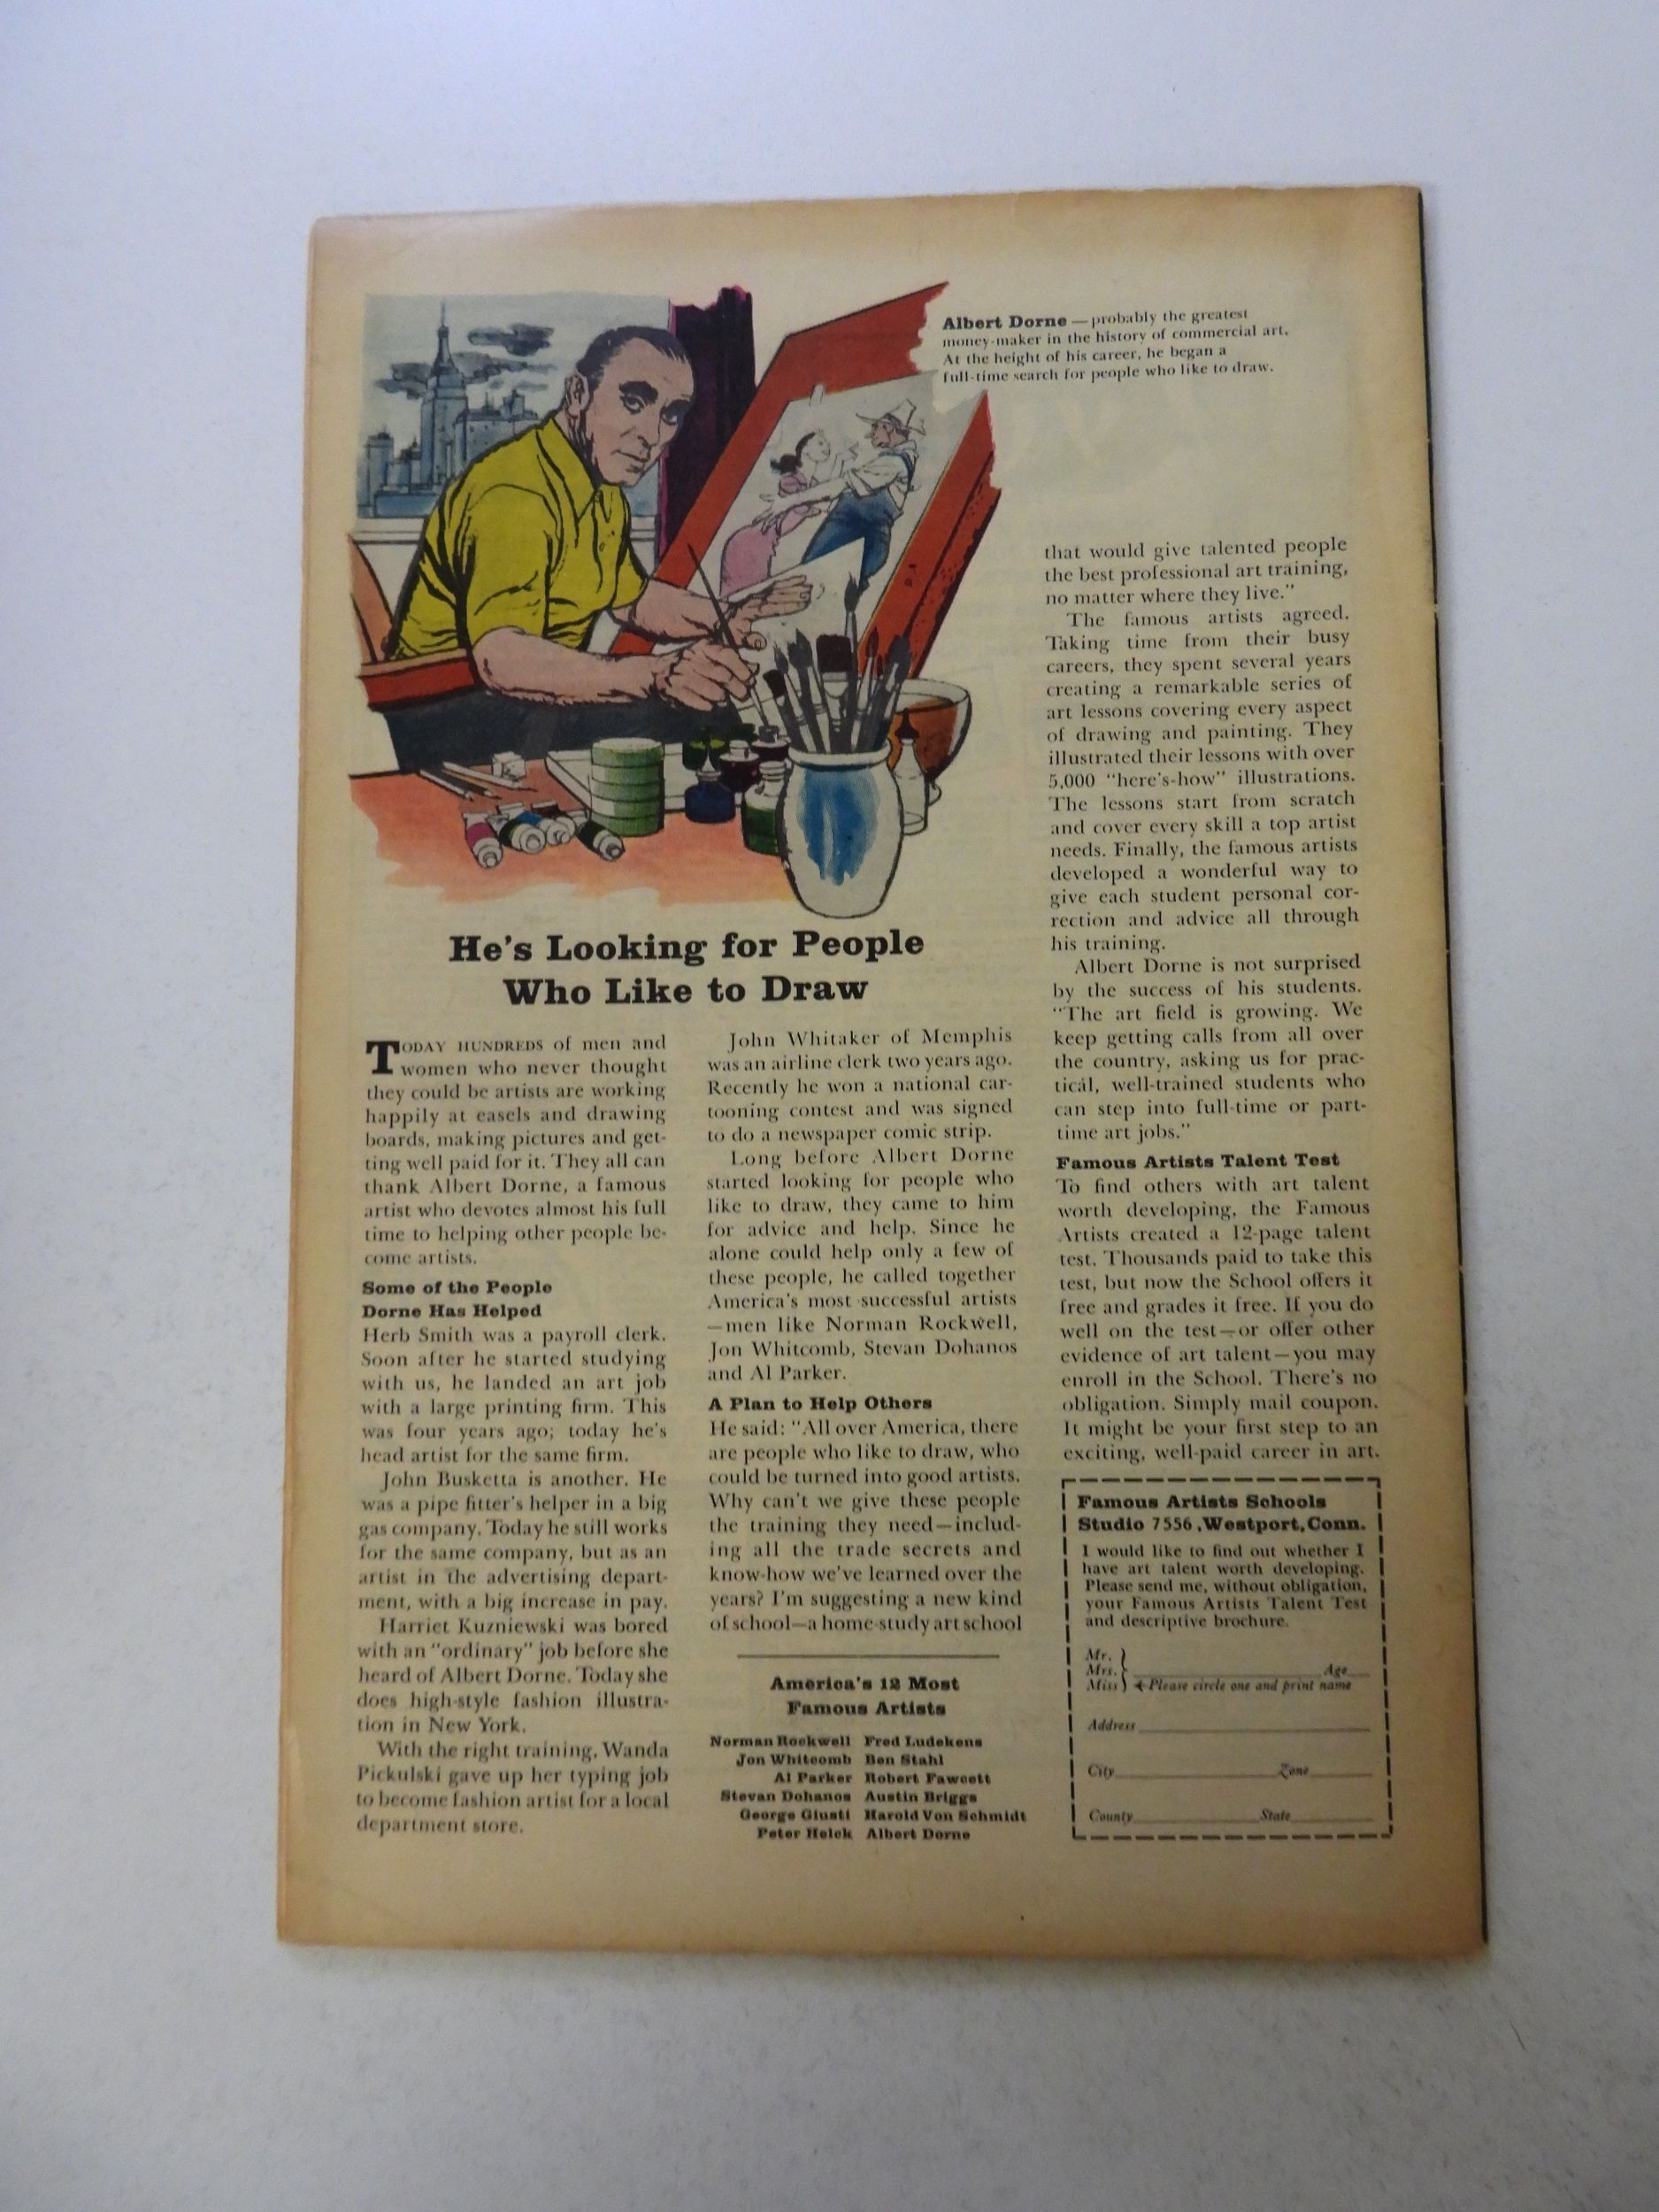 Albert Dorne — probably the greatest
money-maker in the history of commercial art.
At the height of his career, he began a
full-time search for people who like to draw.
He's Looking for People
Who Like to Draw
TODAY HUNDREDS of men and
women who never thought
they could be artists are working
happily at easels and drawing
boards, making pictures and get-
ting well paid for it. They all can
thank Albert Dorne, a famous
artist who devotes almost his full
time to helping other people be-
come artists.
Some of the People
Dorne Has Helped
Herb Smith was a payroll clerk.
Soon after he started studying
with us, he landed an art job
with a large printing firm. This
was four years ago; today he's
head artist for the same firm.
John Busketta is another. He
was a pipe fitter's helper in a big
gas company. Today he still works
for the same company, but as an
artist in the advertising depart-
ment, with a big increase in pay.
Harriet Kuzniewski was bored
with an "ordinary" job before she
heard of Albert Dorne. Today she
does high-style fashion illustra-
tion in New York.
With the right training, Wanda
Pickulski gave up her typing job
to become fashion artist for a local
department store.
John Whitaker of Memphis
was an airline clerk two years ago.
Recently he won a national car-
tooning contest and was signed
to do a newspaper comic strip.
Long before Albert Dorne
started looking for people who
like to draw, they came to him
for advice and help. Since he
alone could help only a few of
these people, he called together
America's most successful artists
—men like Norman Rockwell,
Jon Whitcomb, Stevan Dohanos
and Al Parker.
A Plan to Help Others
He said: "All over America, there
are people who like to draw, who
could be turned into good artists.
Why can't we give these people
the training they need—includ-
ing all the trade secrets and
know-how we've learned over the
years? I'm suggesting a new kind
of school—a home-study art school
America's 12 Most
Famous Artists
Norman Rockwell Fred Ludekens
Jon Whitcomb Ben Stahl
Al Parker Robert Fawcett
Stevan Dohanos Austin Briggs
George Giusti Harold Von Schmidt
Peter Helck Albert Dorne
that would give talented people
the best professional art training,
no matter where they live."
The famous artists agreed.
Taking time from their busy
careers, they spent several years
creating a remarkable series of
art lessons covering every aspect
of drawing and painting. They
illustrated their lessons with over
5,000 "here's-how" illustrations.
The lessons start from scratch
and cover every skill a top artist
needs. Finally, the famous artists
developed a wonderful way to
give each student personal cor-
rection and advice all through
his training.
Albert Dorne is not surprised
by the success of his students.
"The art field is growing. We
keep getting calls from all over
the country, asking us for prac-
tical, well-trained students who
can step into full-time or part-
time art jobs."
Famous Artists Talent Test
To find others with art talent
worth developing, the Famous
Artists created a 12-page talent
test. Thousands paid to take this
test, but now the School offers it
free and grades it free. If you do
well on the test—or offer other
evidence of art talent—you may
enroll in the School. There's no
obligation. Simply mail coupon.
It might be your first step to an
exciting, well-paid career in art.
Famous Artists Schools
Studio 7556, Westport, Conn.
I would like to find out whether I
have art talent worth developing.
Please send me, without obligation,
your Famous Artists Talent Test
and descriptive brochure.
Mr.
Mrs. Age
Miss Please circle one and print name
Address
City Zone
County State